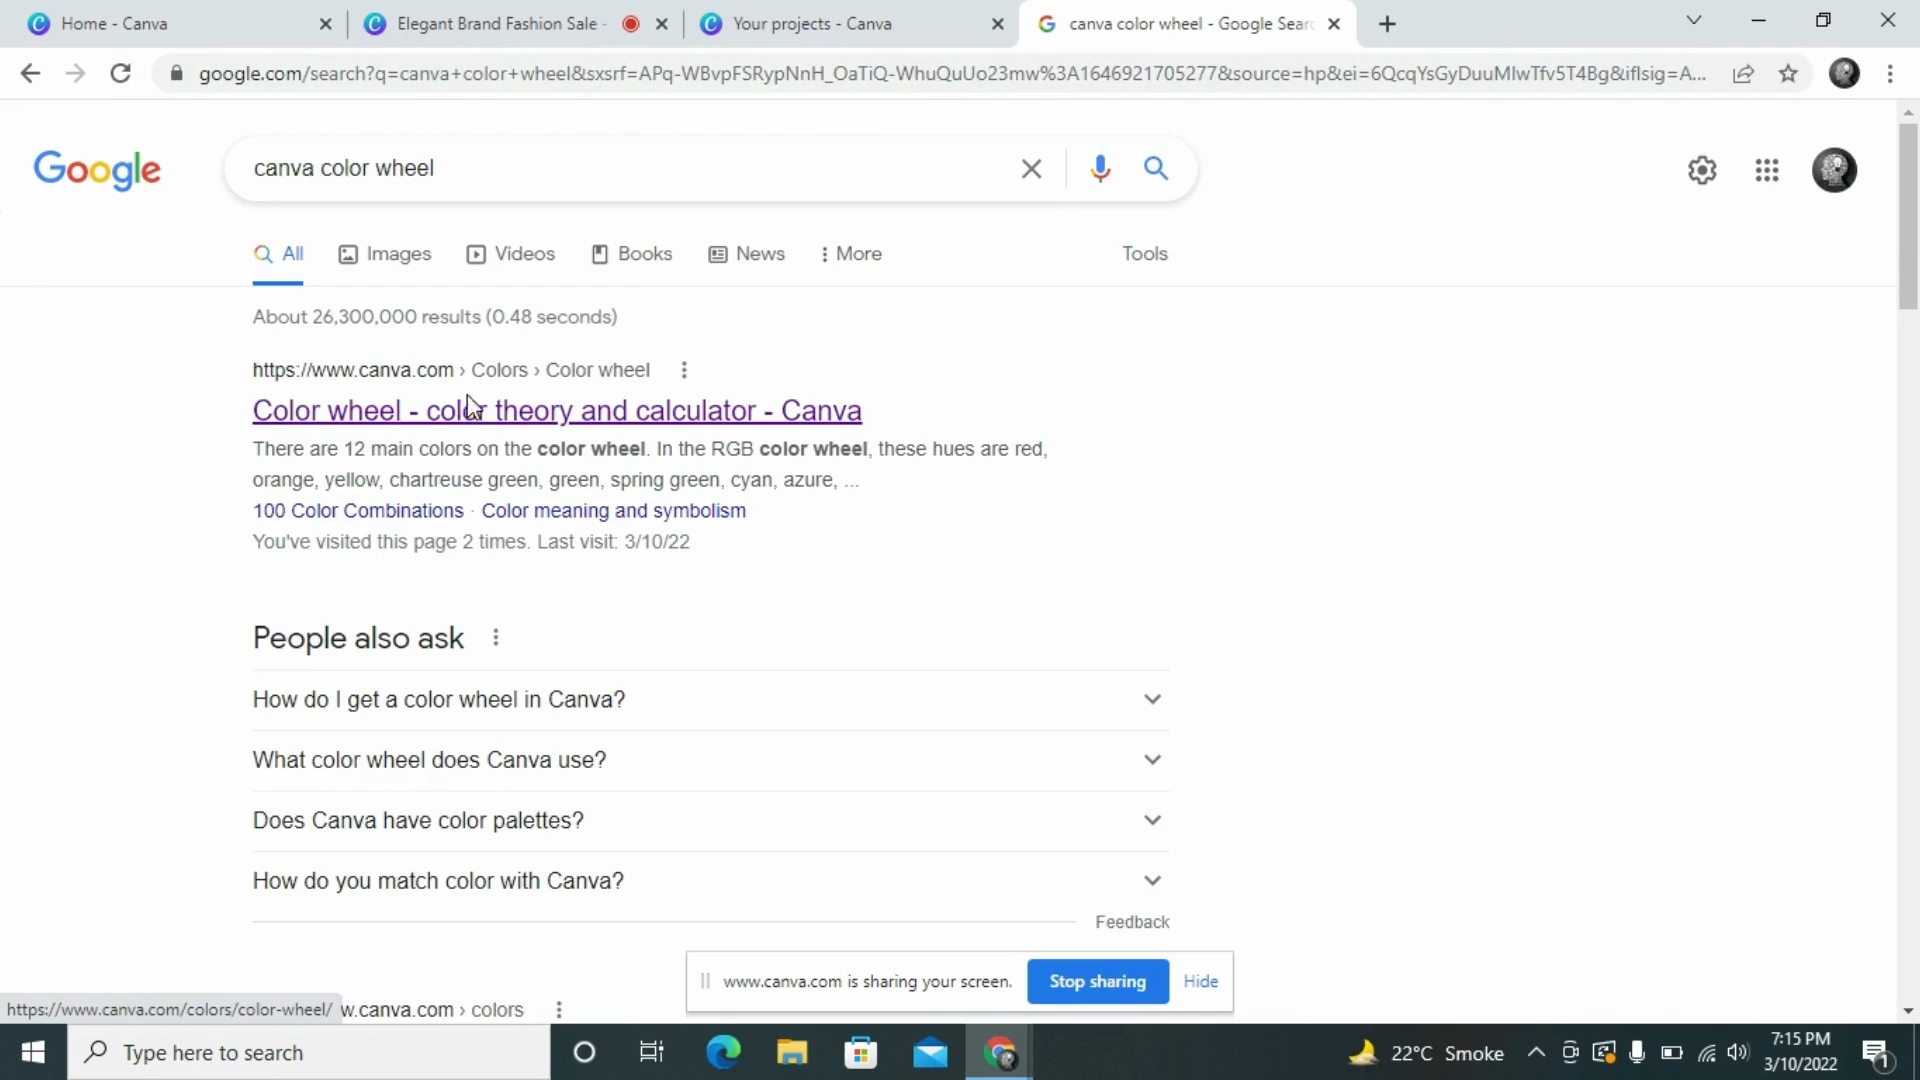 Home - Canva
Elegant Brand Fashion Sale -
Your projects - Canva
canva color wheel - Google Searc
google.com/search?q=canva+color+wheel&sxsrf=APq-WBvpFSRypNnH_OaTiQ-WhuQuUo23mw%3A1646921705277&source=hp&ei=6QcqYsGyDuuMlwTfv5T4Bg&iflsig=A...
Google
canva color wheel
All
Images
Videos
Books
News
More
Tools
About 26,300,000 results (0.48 seconds)
https://www.canva.com › Colors › Color wheel
Color wheel - color theory and calculator - Canva
There are 12 main colors on the color wheel. In the RGB color wheel, these hues are red,
orange, yellow, chartreuse green, green, spring green, cyan, azure, ...
100 Color Combinations · Color meaning and symbolism
You've visited this page 2 times. Last visit: 3/10/22
People also ask
How do I get a color wheel in Canva?
What color wheel does Canva use?
Does Canva have color palettes?
How do you match color with Canva?
Feedback
www.canva.com is sharing your screen.
Stop sharing
Hide
https://www.canva.com/colors/color-wheel/
w.canva.com › colors
Type here to search
22°C Smoke
7:15 PM
3/10/2022
1